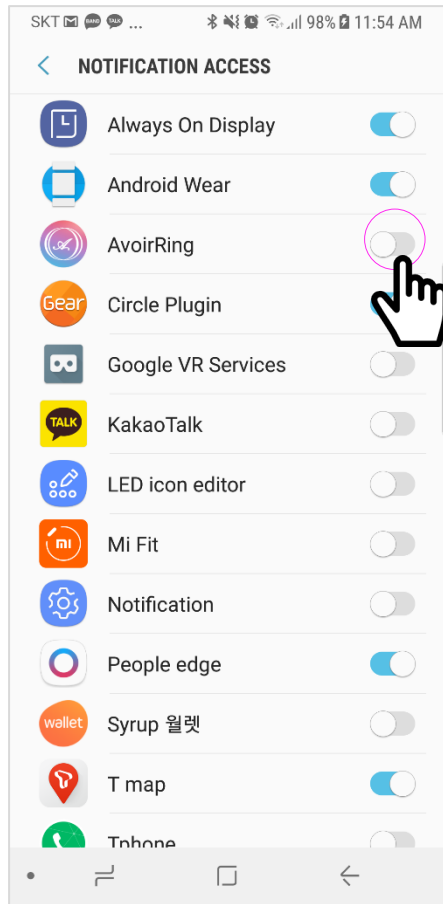 SKT ... 98% 11:54 AM
NOTIFICATION ACCESS
Always On Display
Android Wear
AvoirRing
Gear Circle Plugin
Google VR Services
TALK KakaoTalk
LED icon editor
Mi Fit
Notification
People edge
wallet Syrup 월렛
T map
Tphone